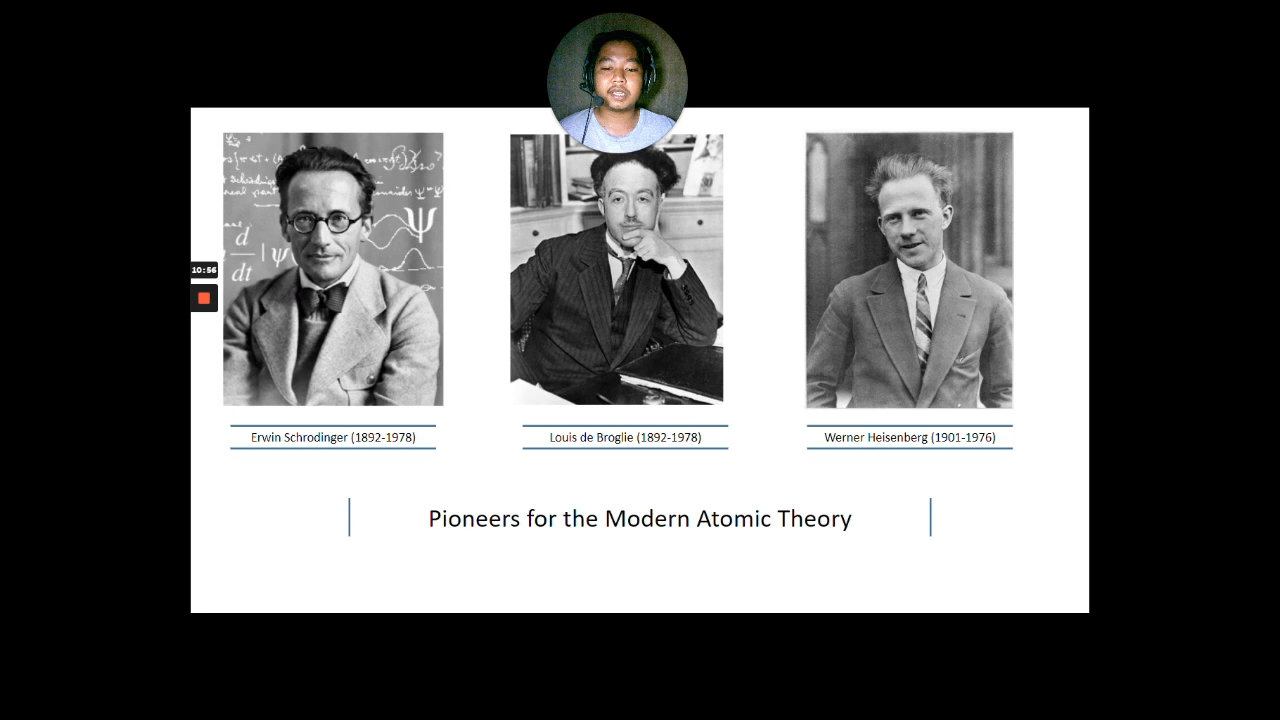 10:56
d
dt
ψ
Ψ
Erwin Schrodinger (1892-1978)
Louis de Broglie (1892-1978)
Werner Heisenberg (1901-1976)
Pioneers for the Modern Atomic Theory